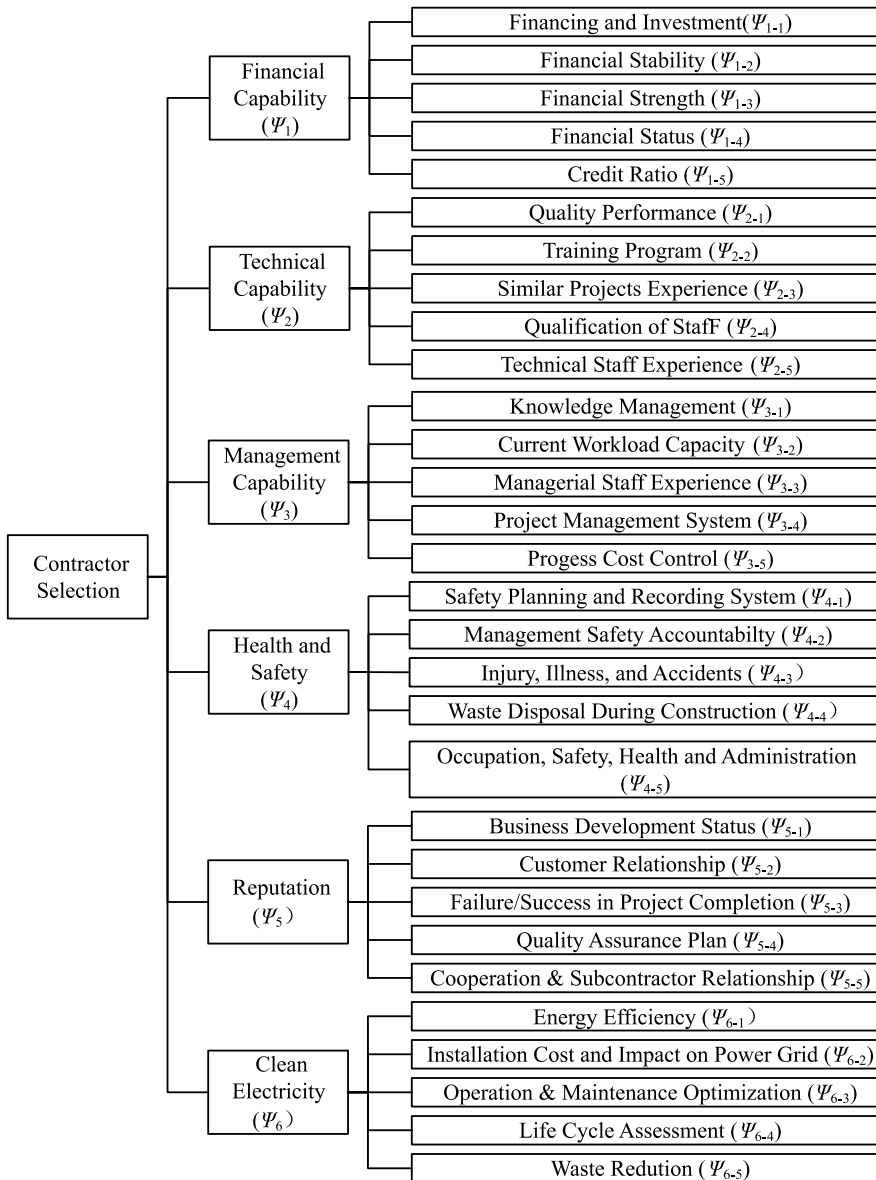 Contractor
Selection
Financial
Capability
(Ψ1)
Financing and Investment(Ψ1-1)
Financial Stability (Ψ1-2)
Financial Strength (Ψ1-3)
Financial Status (Ψ1-4)
Credit Ratio (Ψ1-5)
Technical
Capability
(Ψ2)
Quality Performance (Ψ2-1)
Training Program (Ψ2-2)
Similar Projects Experience (Ψ2-3)
Qualification of StafF (Ψ2-4)
Technical Staff Experience (Ψ2-5)
Management
Capability
(Ψ3)
Knowledge Management (Ψ3-1)
Current Workload Capacity (Ψ3-2)
Managerial Staff Experience (Ψ3-3)
Project Management System (Ψ3-4)
Progess Cost Control (Ψ3-5)
Health and
Safety
(Ψ4)
Safety Planning and Recording System (Ψ4-1)
Management Safety Accountabilty (Ψ4-2)
Injury, Illness, and Accidents (Ψ4-3)
Waste Disposal During Construction (Ψ4-4)
Occupation, Safety, Health and Administration
(Ψ4-5)
Reputation
(Ψ5)
Business Development Status (Ψ5-1)
Customer Relationship (Ψ5-2)
Failure/Success in Project Completion (Ψ5-3)
Quality Assurance Plan (Ψ5-4)
Cooperation & Subcontractor Relationship (Ψ5-5)
Clean
Electricity
(Ψ6)
Energy Efficiency (Ψ6-1)
Installation Cost and Impact on Power Grid (Ψ6-2)
Operation & Maintenance Optimization (Ψ6-3)
Life Cycle Assessment (Ψ6-4)
Waste Redution (Ψ6-5)